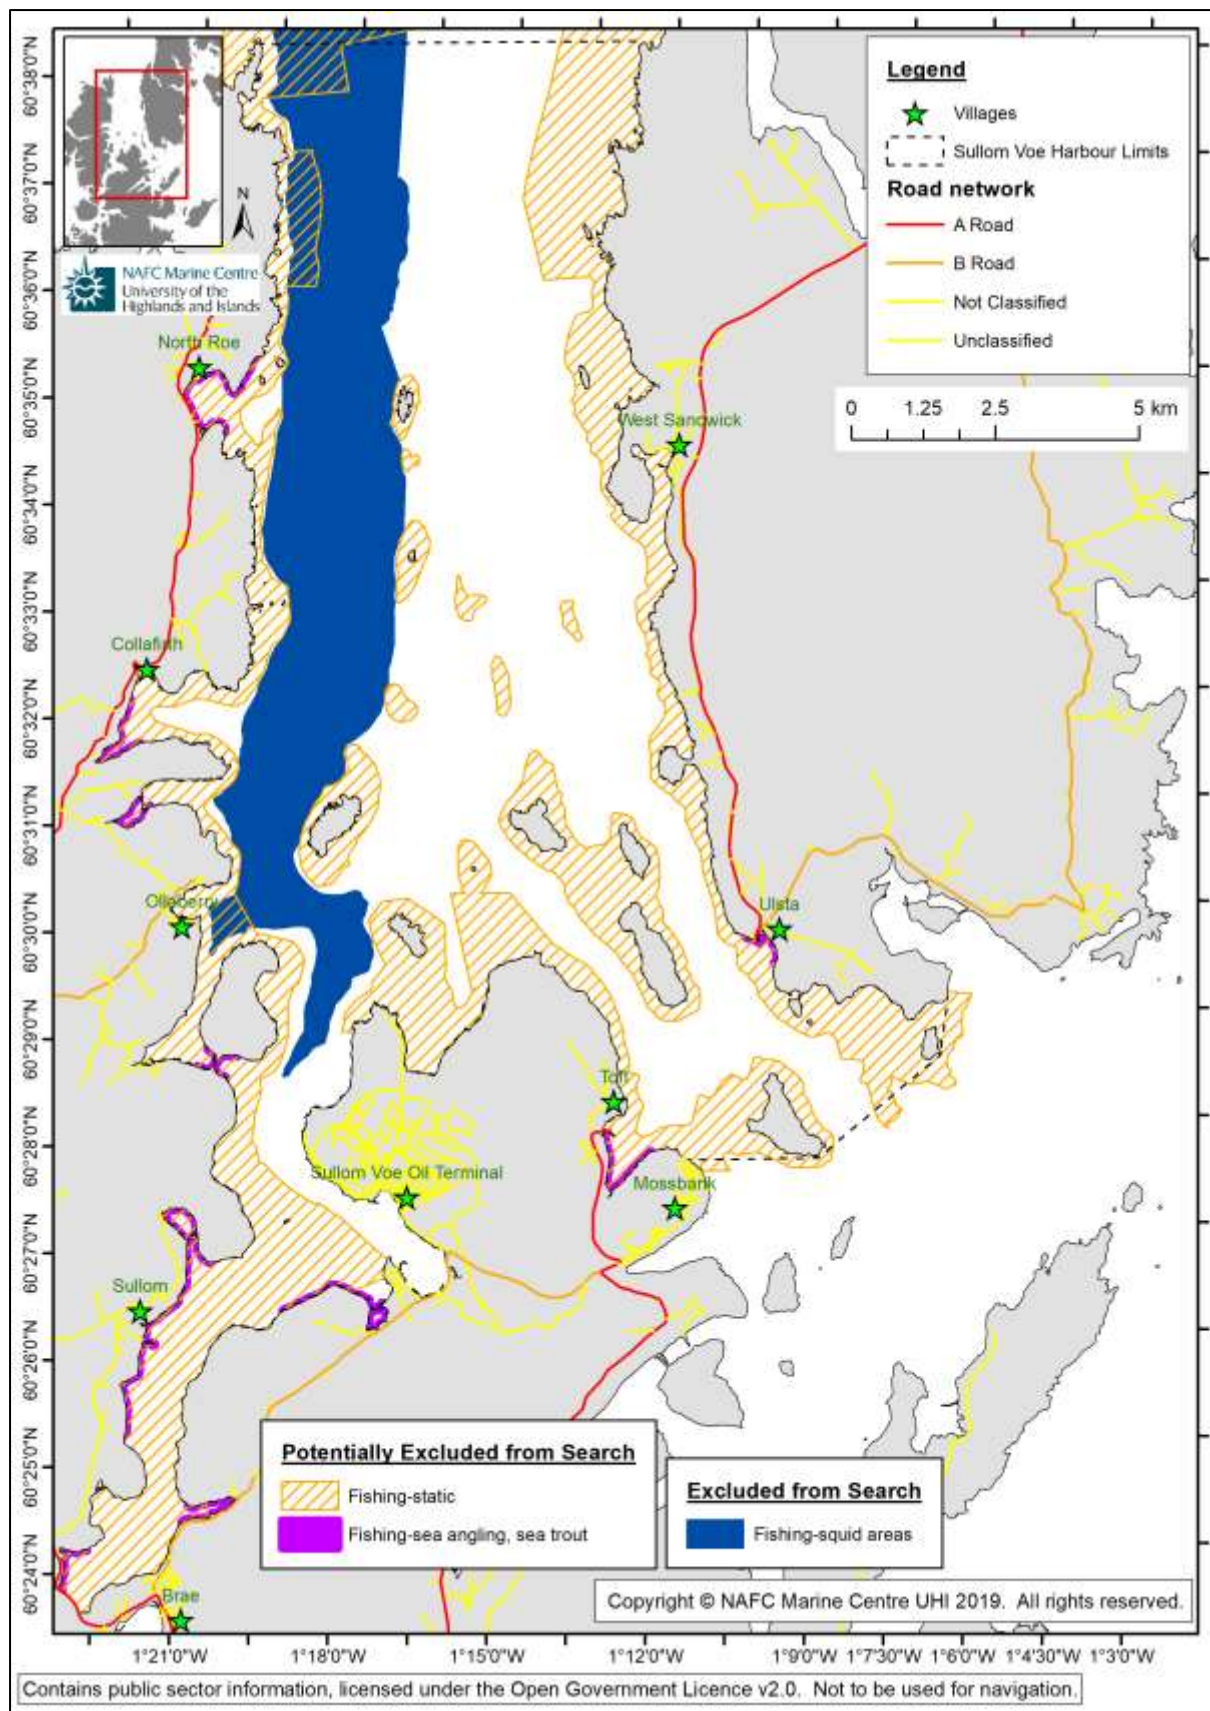 60°38'0"N
60°37'0"N
60°36'0"N
60°35'0"N
60°34'0"N
60°33'0"N
60°32'0"N
60°31'0"N
60°30'0"N
60°29'0"N
60°28'0"N
60°27'0"N
60°26'0"N
60°25'0"N
60°24'0"N
N
NAFC Marine Centre
University of the
Highlands and Islands
Legend
Villages
Sullom Voe Harbour Limits
Road network
A Road
B Road
Not Classified
Unclassified
0 1.25 2.5 5 km
North Roe
West Sandwick
Collafirth
Ollaberry
Ulsta
Toft
Sullom Voe Oil Terminal
Mossbank
Sullom
Brae
Potentially Excluded from Search
Fishing-static
Fishing-sea angling, sea trout
Excluded from Search
Fishing-squid areas
Copyright © NAFC Marine Centre UHI 2019. All rights reserved.
1°21'0"W 1°18'0"W 1°15'0"W 1°12'0"W 1°9'0"W 1°7'30"W 1°6'0"W 1°4'30"W 1°3'0"W
Contains public sector information, licensed under the Open Government Licence v2.0. Not to be used for navigation.